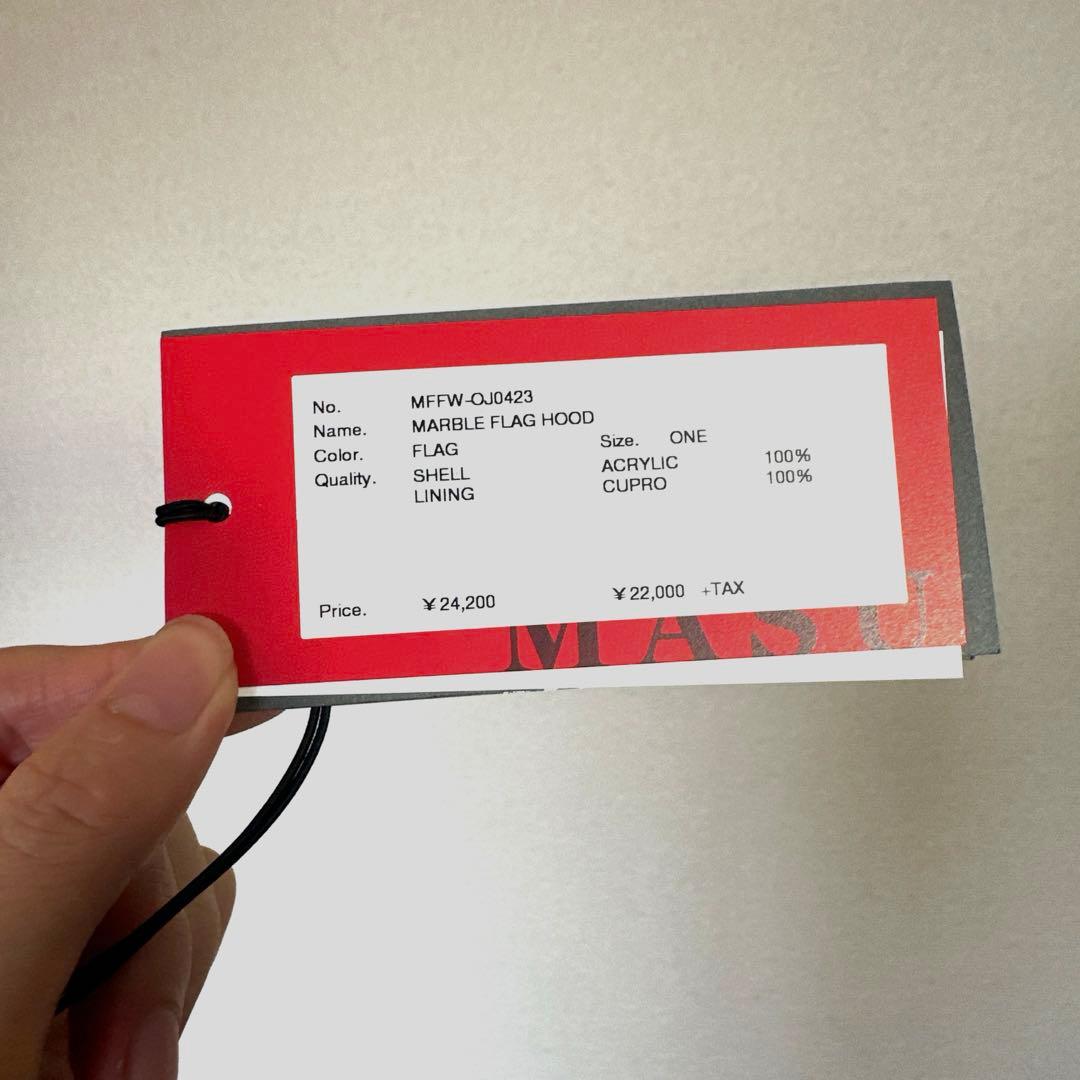 No. MFFW-OJ0423
Name. MARBLE FLAG HOOD
Color. FLAG Size. ONE
Quality. SHELL ACRYLIC 100%
LINING CUPRO 100%
Price. ¥24,200 ¥22,000 +TAX
MASU